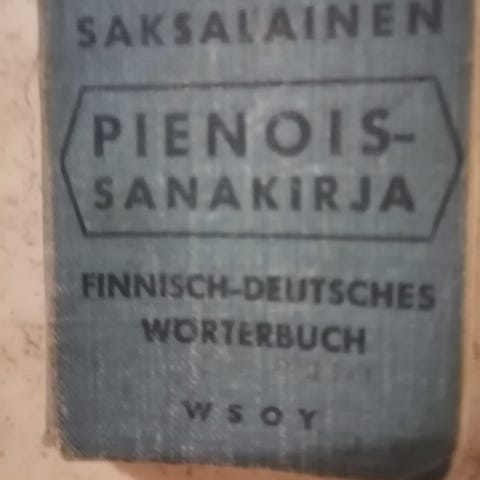 SAKSALAINEN
PIENOIS-
SANAKIRJA
FINNISCH-DEUTSCHES
WÖRTERBUCH
WSOY